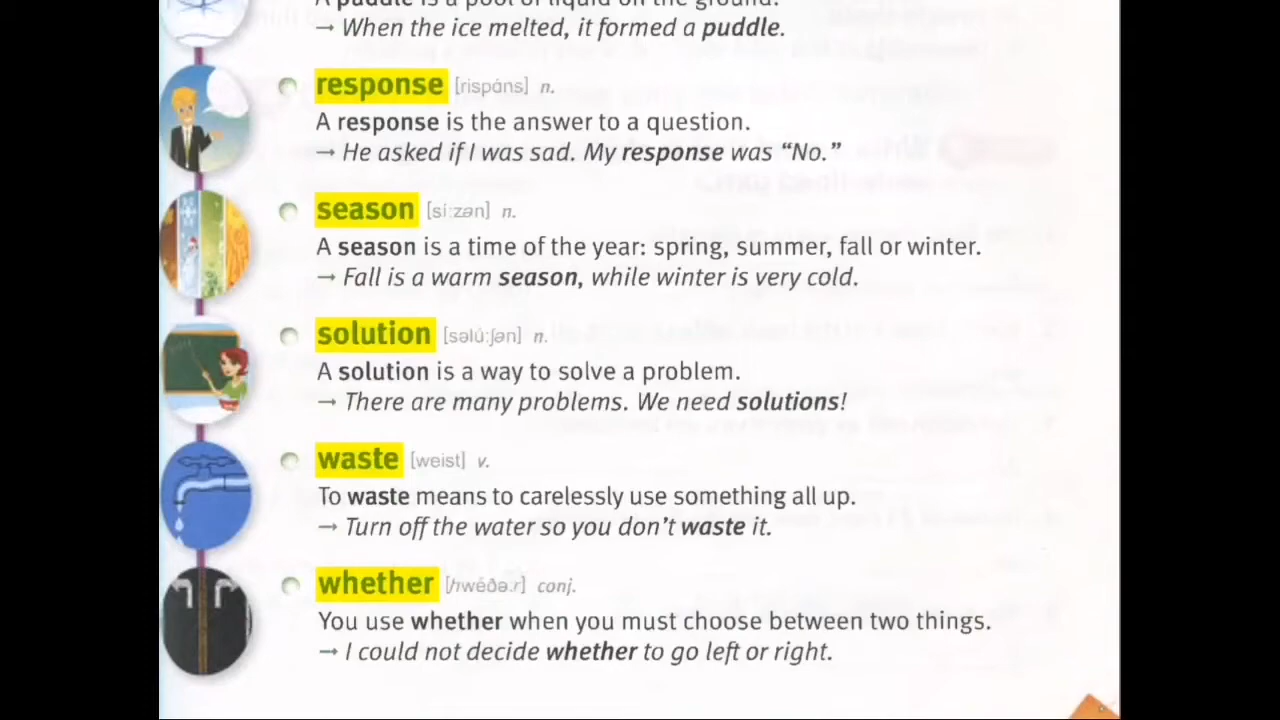 A puddle is a pool of liquid on the ground.
→ When the ice melted, it formed a puddle.
response [rispáns] n.
A response is the answer to a question.
→ He asked if I was sad. My response was “No.”
season [síːzən] n.
A season is a time of the year: spring, summer, fall or winter.
→ Fall is a warm season, while winter is very cold.
solution [səlúːʃən] n.
A solution is a way to solve a problem.
→ There are many problems. We need solutions!
waste [weist] v.
To waste means to carelessly use something all up.
→ Turn off the water so you don’t waste it.
whether [hwéðəːr] conj.
You use whether when you must choose between two things.
→ I could not decide whether to go left or right.